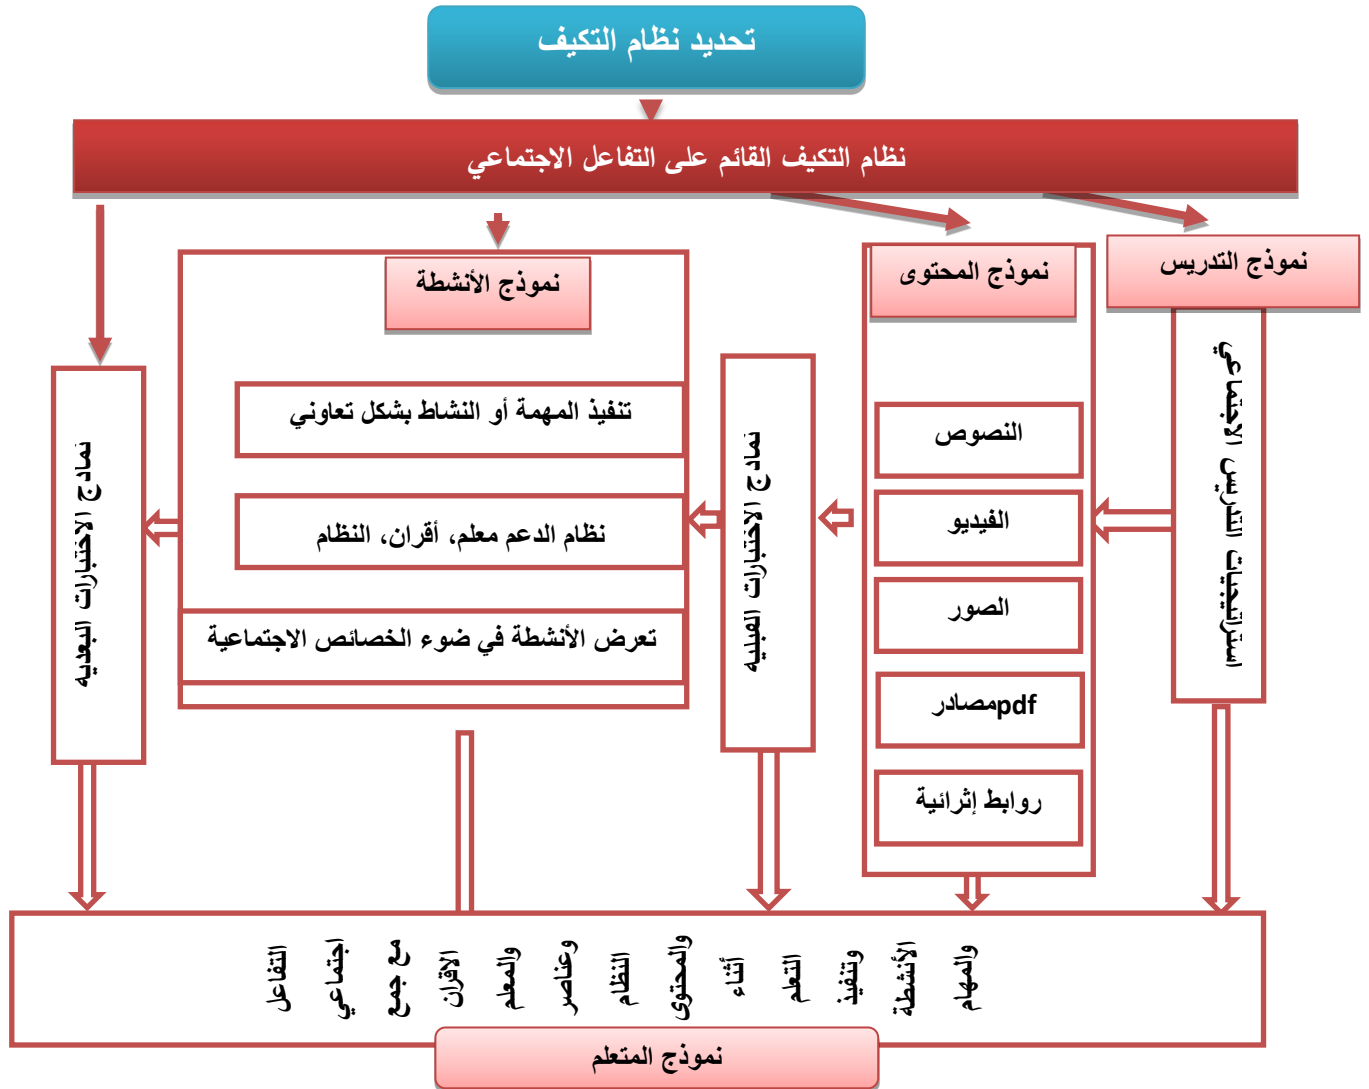 تحديد نظام التكيف
نظام التكيف القائم على التفاعل الاجتماعي
نموذج التدريس
استراتيجيات التدريس الاجتماعي
نموذج المحتوى
النصوص
الفيديو
الصور
مصادرpdf
روابط إثرائية
نماذج الاختبارات القبلية
نموذج الأنشطة
تنفيذ المهمة أو النشاط بشكل تعاوني
نظام الدعم معلم، أقران، النظام
تعرض الأنشطة في ضوء الخصائص الاجتماعية
نماذج الاختبارات البعدية
التفاعل
اجتماعي
مع جمع
الاقران
والمعلم
وعناصر
النظام
والمحتوى
أثناء
التعلم
وتنفيذ
الأنشطة
والمهام
نموذج المتعلم